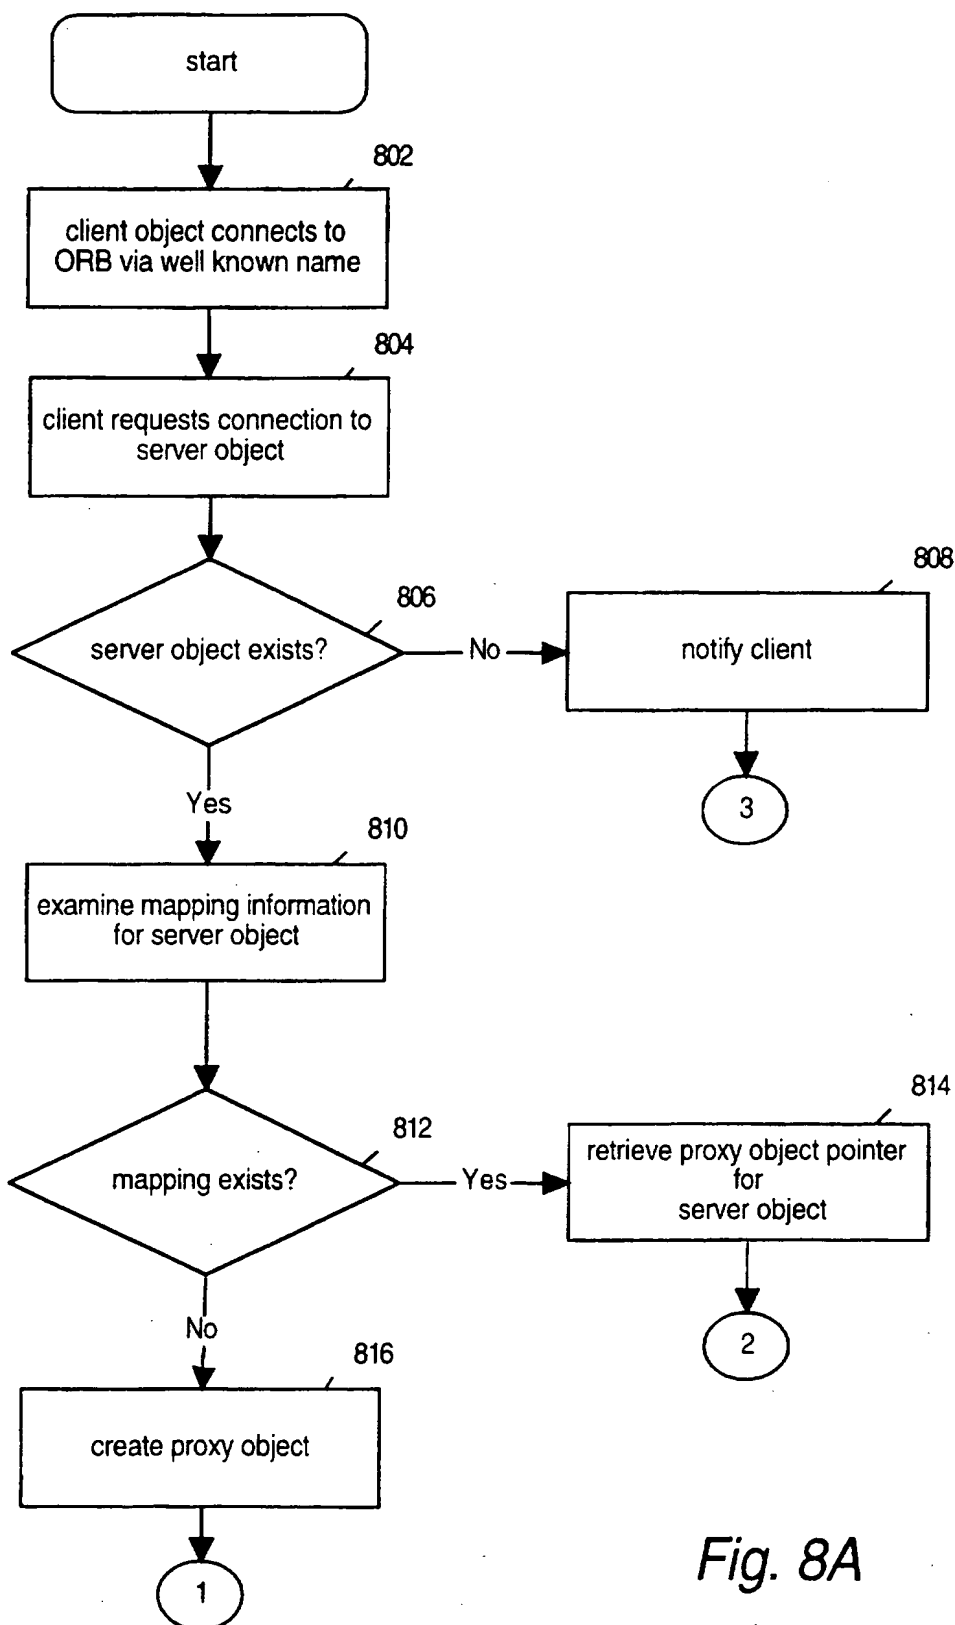 start
802
client object connects to
ORB via well known name
804
client requests connection to
server object
806
server object exists?
No
808
notify client
3
Yes
810
examine mapping information
for server object
812
mapping exists?
Yes
814
retrieve proxy object pointer
for
server object
2
No
816
create proxy object
1
Fig. 8A